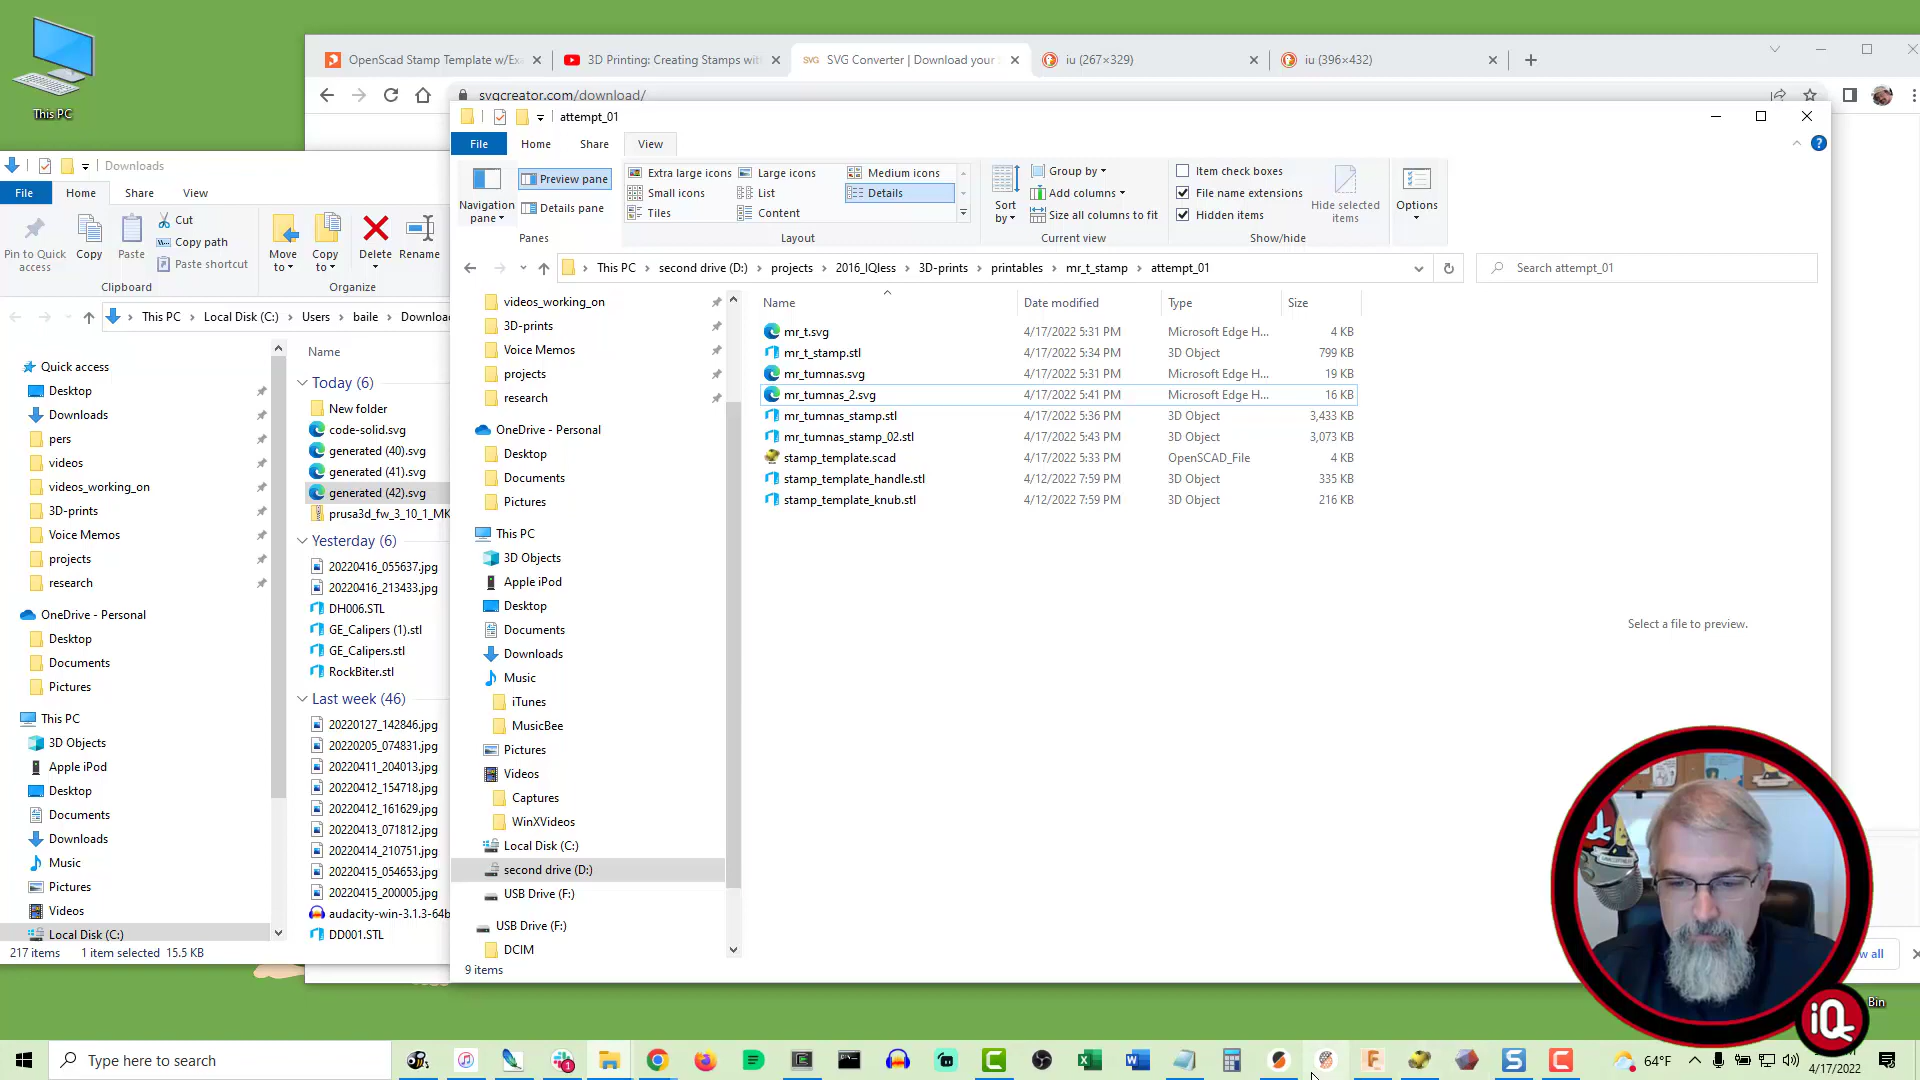 This PC
OpenScad Stamp Template w/Ex
3D Printing: Creating Stamps wit
SVG
SVG Converter | Download your
iu (267×329)
iu (396×432)
svgcreator.com/download/
attempt_01
File
Home
Share
View
Navigation pane
Preview pane
Details pane
Panes
Extra large icons
Large icons
Medium icons
Small icons
List
Details
Tiles
Content
Layout
Sort by
Group by
Add columns
Size all columns to fit
Current view
Item check boxes
File name extensions
Hidden items
Hide selected items
Show/hide
Options
This PC
second drive (D:)
projects
2016_IQless
3D-prints
printables
mr_t_stamp
attempt_01
Search attempt_01
Name
Date modified
Type
Size
mr_t.svg 4/17/2022 5:31 PM Microsoft Edge H... 4 KB
mr_t_stamp.stl 4/17/2022 5:34 PM 3D Object 799 KB
mr_tumnas.svg 4/17/2022 5:31 PM Microsoft Edge H... 19 KB
mr_tumnas_2.svg 4/17/2022 5:41 PM Microsoft Edge H... 16 KB
mr_tumnas_stamp.stl 4/17/2022 5:36 PM 3D Object 3,433 KB
mr_tumnas_stamp_02.stl 4/17/2022 5:43 PM 3D Object 3,073 KB
stamp_template.scad 4/17/2022 5:33 PM OpenSCAD_File 4 KB
stamp_template_handle.stl 4/12/2022 7:59 PM 3D Object 335 KB
stamp_template_knub.stl 4/12/2022 7:59 PM 3D Object 216 KB
Select a file to preview.
videos_working_on
3D-prints
Voice Memos
projects
research
OneDrive - Personal
Desktop
Documents
Pictures
This PC
3D Objects
Apple iPod
Desktop
Documents
Downloads
Music
iTunes
MusicBee
Pictures
Videos
Captures
WinXVideos
Local Disk (C:)
second drive (D:)
USB Drive (F:)
USB Drive (F:)
DCIM
9 items
Downloads
File
Home
Share
View
Pin to Quick access
Copy
Paste
Cut
Copy path
Paste shortcut
Clipboard
Move to
Copy to
Delete
Rename
Organize
This PC
Local Disk (C:)
Users
baile
Downloa
Quick access
Desktop
Downloads
pers
videos
videos_working_on
3D-prints
Voice Memos
projects
research
OneDrive - Personal
Desktop
Documents
Pictures
This PC
3D Objects
Apple iPod
Desktop
Documents
Downloads
Music
Pictures
Videos
Local Disk (C:)
Name
Today (6)
New folder
code-solid.svg
generated (40).svg
generated (41).svg
generated (42).svg
prusa3d_fw_3_10_1_MK
Yesterday (6)
20220416_055637.jpg
20220416_213433.jpg
DH006.STL
GE_Calipers (1).stl
GE_Calipers.stl
RockBiter.stl
Last week (46)
20220127_142846.jpg
20220205_074831.jpg
20220411_204013.jpg
20220412_154718.jpg
20220412_161629.jpg
20220413_071812.jpg
20220414_210751.jpg
20220415_054653.jpg
20220415_200005.jpg
audacity-win-3.1.3-64b
DD001.STL
217 items
1 item selected 15.5 KB
w all
Bin
iQ
Type here to search
64°F
4/17/2022